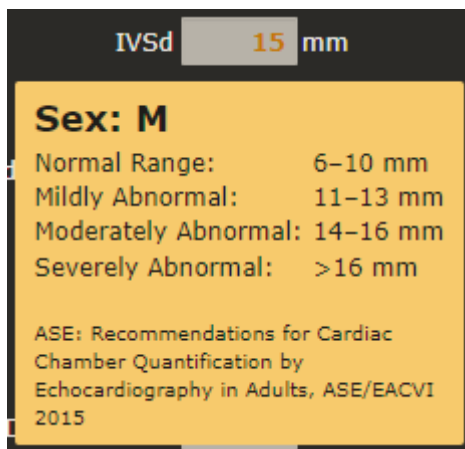 IVSd 15 mm
Sex: M
Normal Range: 6–10 mm
Mildly Abnormal: 11–13 mm
Moderately Abnormal: 14–16 mm
Severely Abnormal: >16 mm
ASE: Recommendations for Cardiac
Chamber Quantification by
Echocardiography in Adults, ASE/EACVI
2015